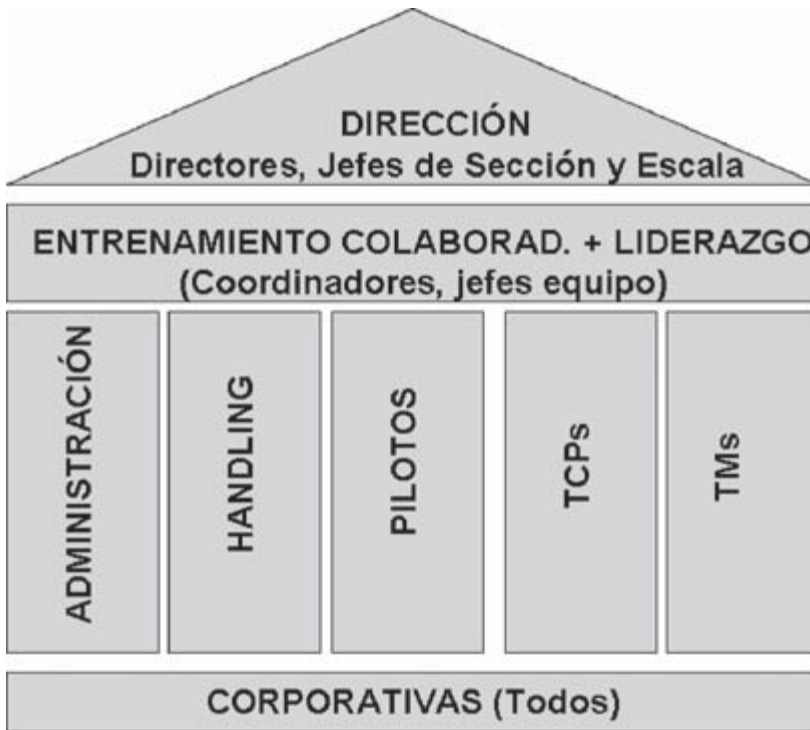 DIRECCIÓN
Directores, Jefes de Sección y Escala
ENTRENAMIENTO COLABORAD. + LIDERAZGO
(Coordinadores, jefes equipo)
ADMINISTRACIÓN
HANDLING
PILOTOS
TCPs
TMs
CORPORATIVAS (Todos)